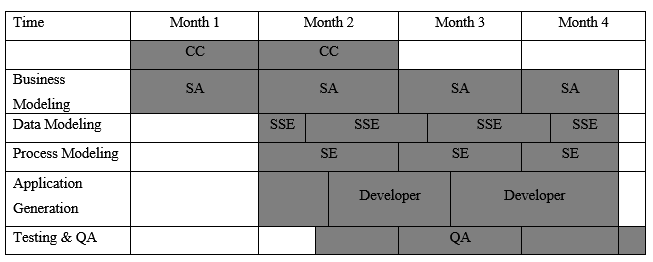 Time Month 1 Month 2 Month 3 Month 4
CC CC
Business
Modeling
SA SA SA SA
Data Modeling SSE SSE SSE SSE
Process Modeling SE SE SE
Application
Generation
Developer Developer
Testing & QA QA